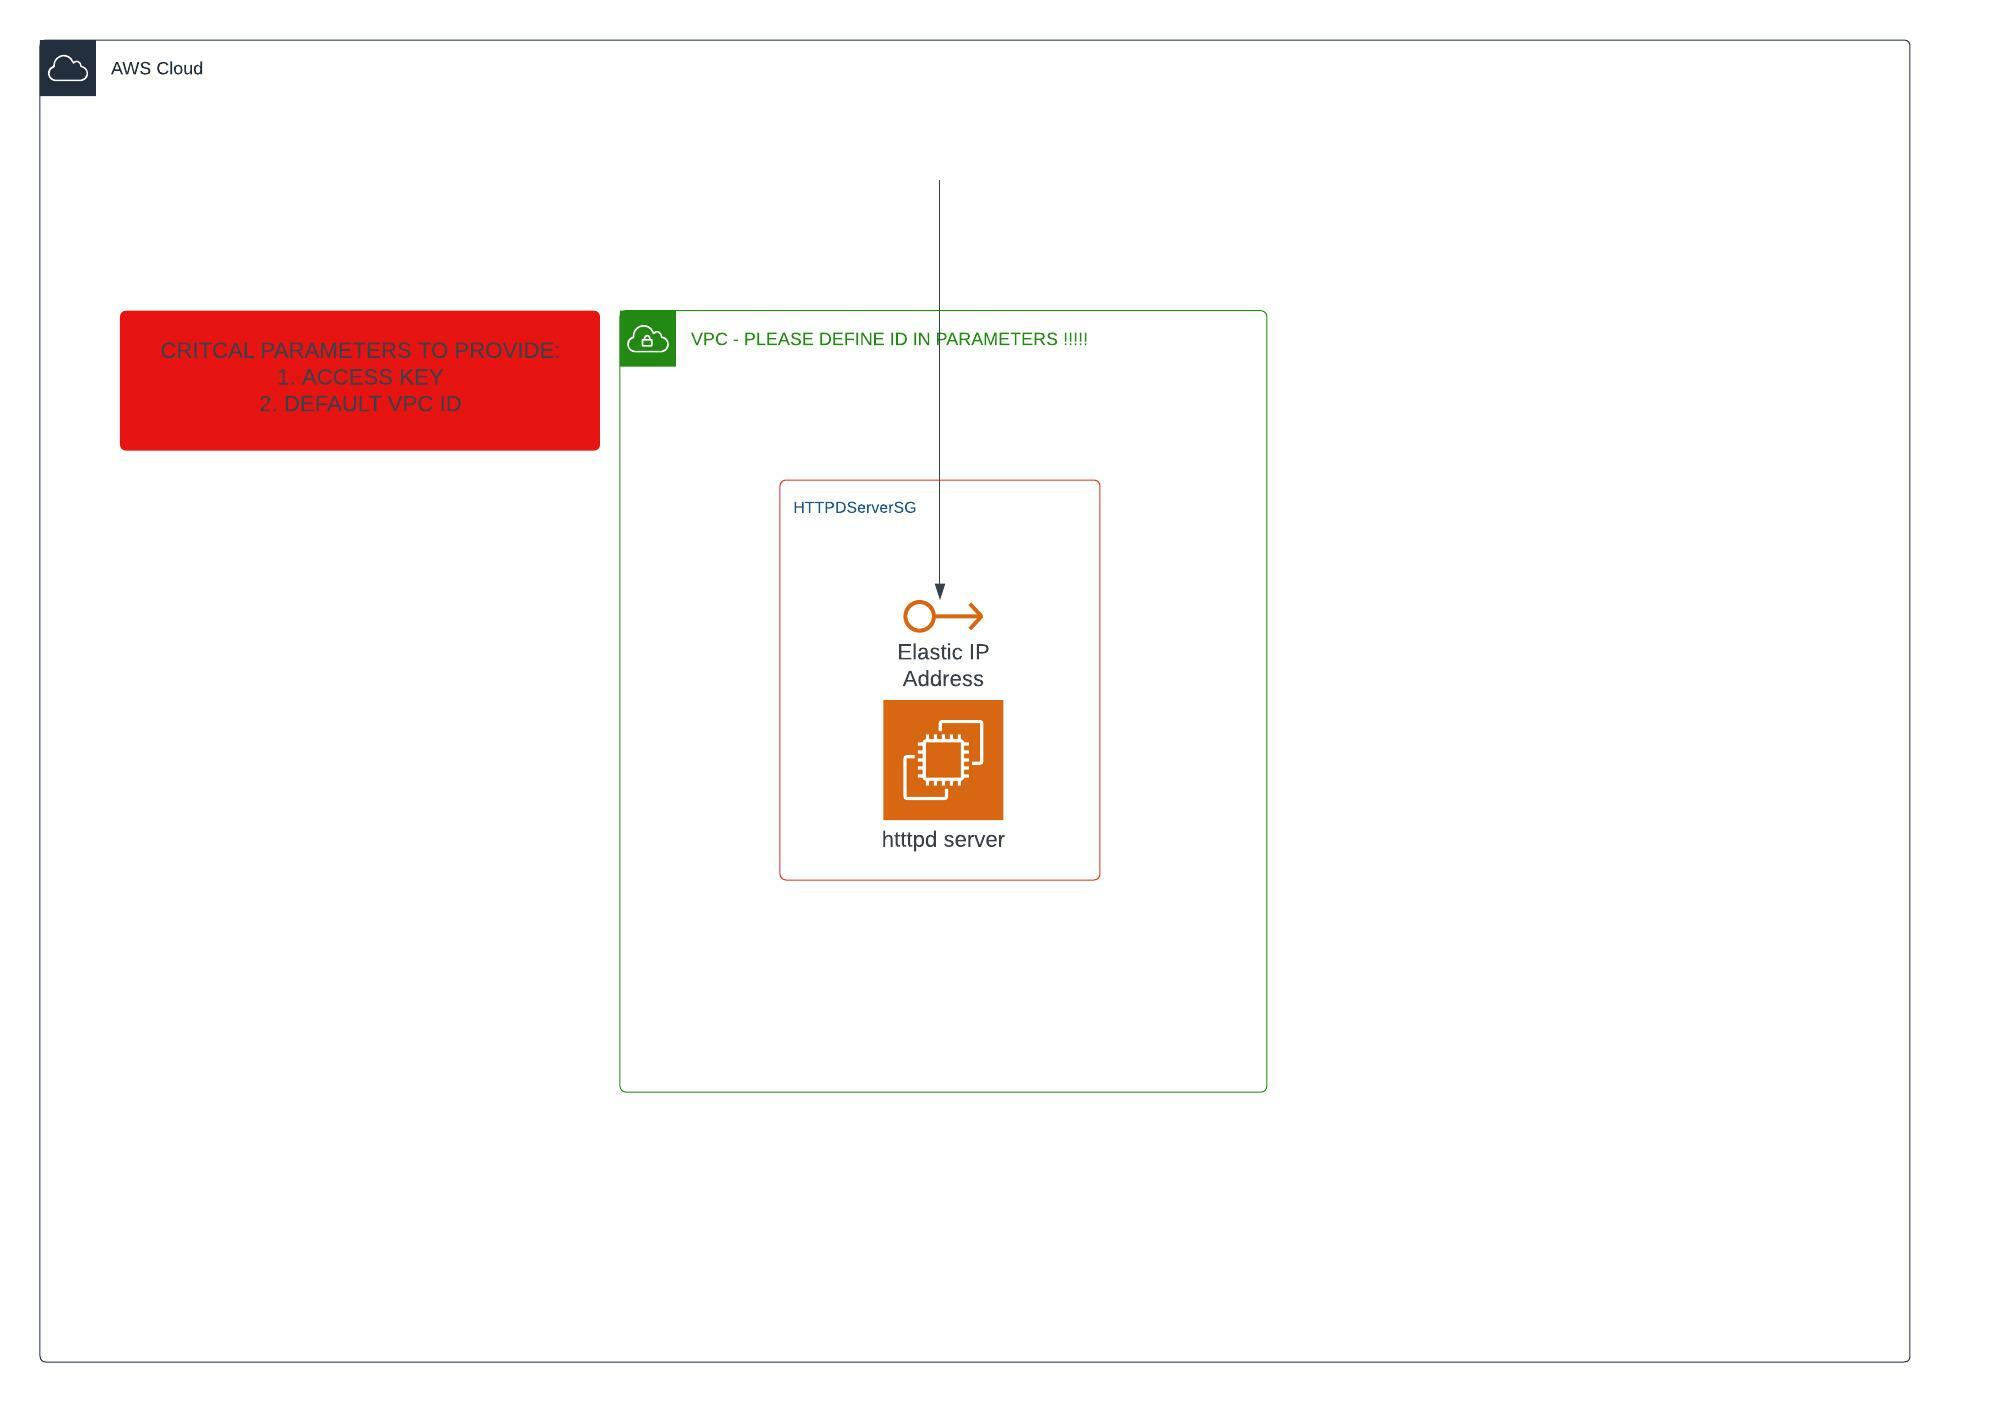 AWS Cloud
CRITCAL PARAMETERS TO PROVIDE:
1. ACCESS KEY
2. DEFAULT VPC ID
VPC - PLEASE DEFINE ID IN PARAMETERS !!!!!
HTTPDServerSG
Elastic IP
Address
htttpd server